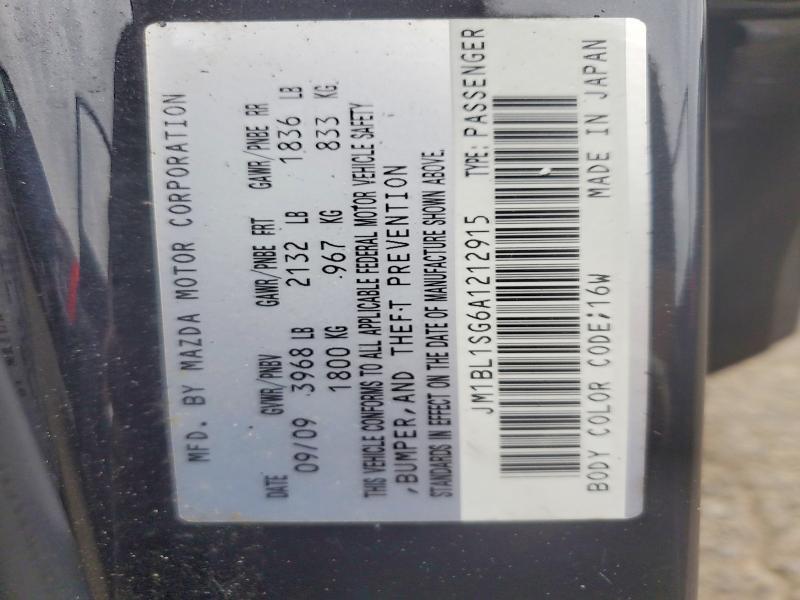 MFD. BY MAZDA MOTOR CORPORATION
DATE GVWR/PNBV GAWR/PNBE FRT GAWR/PNBE RR
09/09 3968 LB 2132 LB 1836 LB
1800 KG 967 KG 833 KG
THIS VEHICLE CONFORMS TO ALL APPLICABLE FEDERAL MOTOR VEHICLE SAFETY
,BUMPER,AND THEFT PREVENTION
STANDARDS IN EFFECT ON THE DATE OF MANUFACTURE SHOWN ABOVE.
JM1BL1SG6A1212915 TYPE: PASSENGER
BODY COLOR CODE;16W MADE IN JAPAN